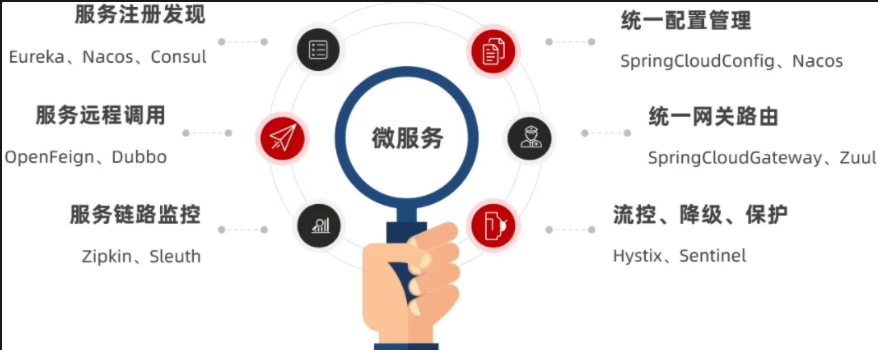 服务注册发现
Eureka、Nacos、Consul
服务远程调用
OpenFeign、Dubbo
服务链路监控
Zipkin、Sleuth
微服务
统一配置管理
SpringCloudConfig、Nacos
统一网关路由
SpringCloudGateway、Zuul
流控、降级、保护
Hystix、Sentinel